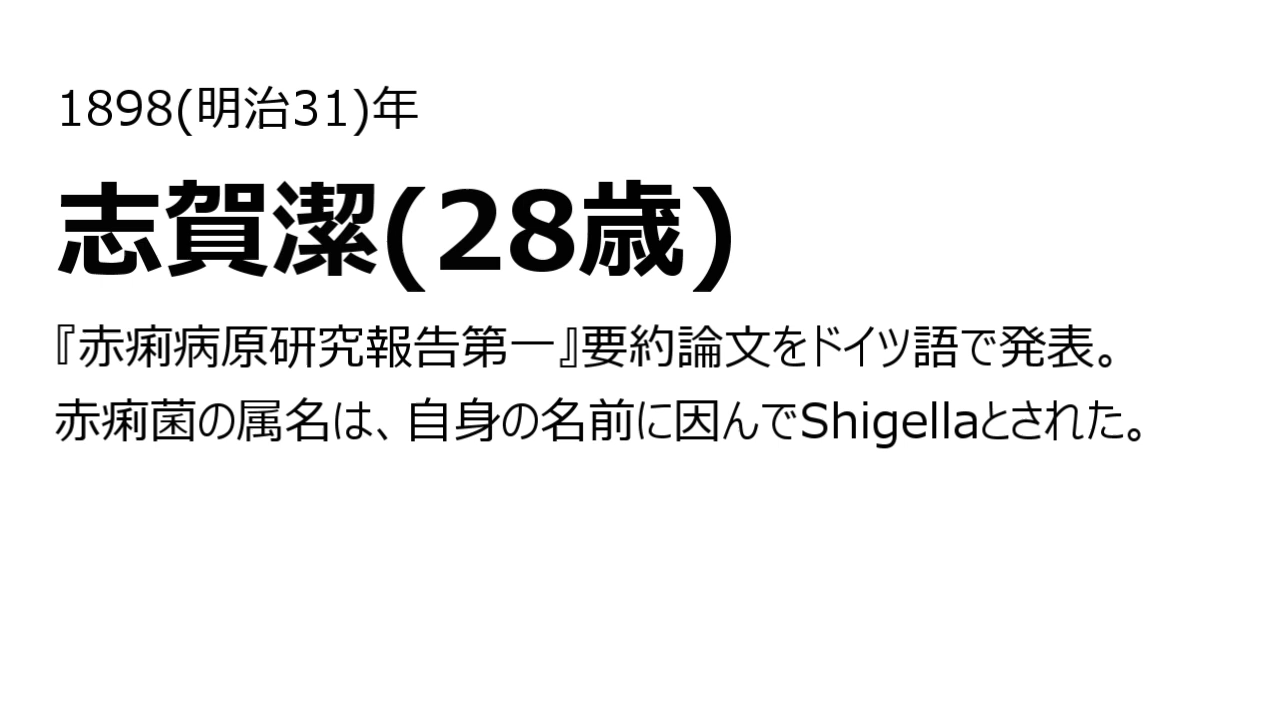 1898(明治31)年
志賀潔(28歳)
『赤痢病原研究報告第一』要約論文をドイツ語で発表。
赤痢菌の属名は、自身の名前に因んでShigellaとされた。